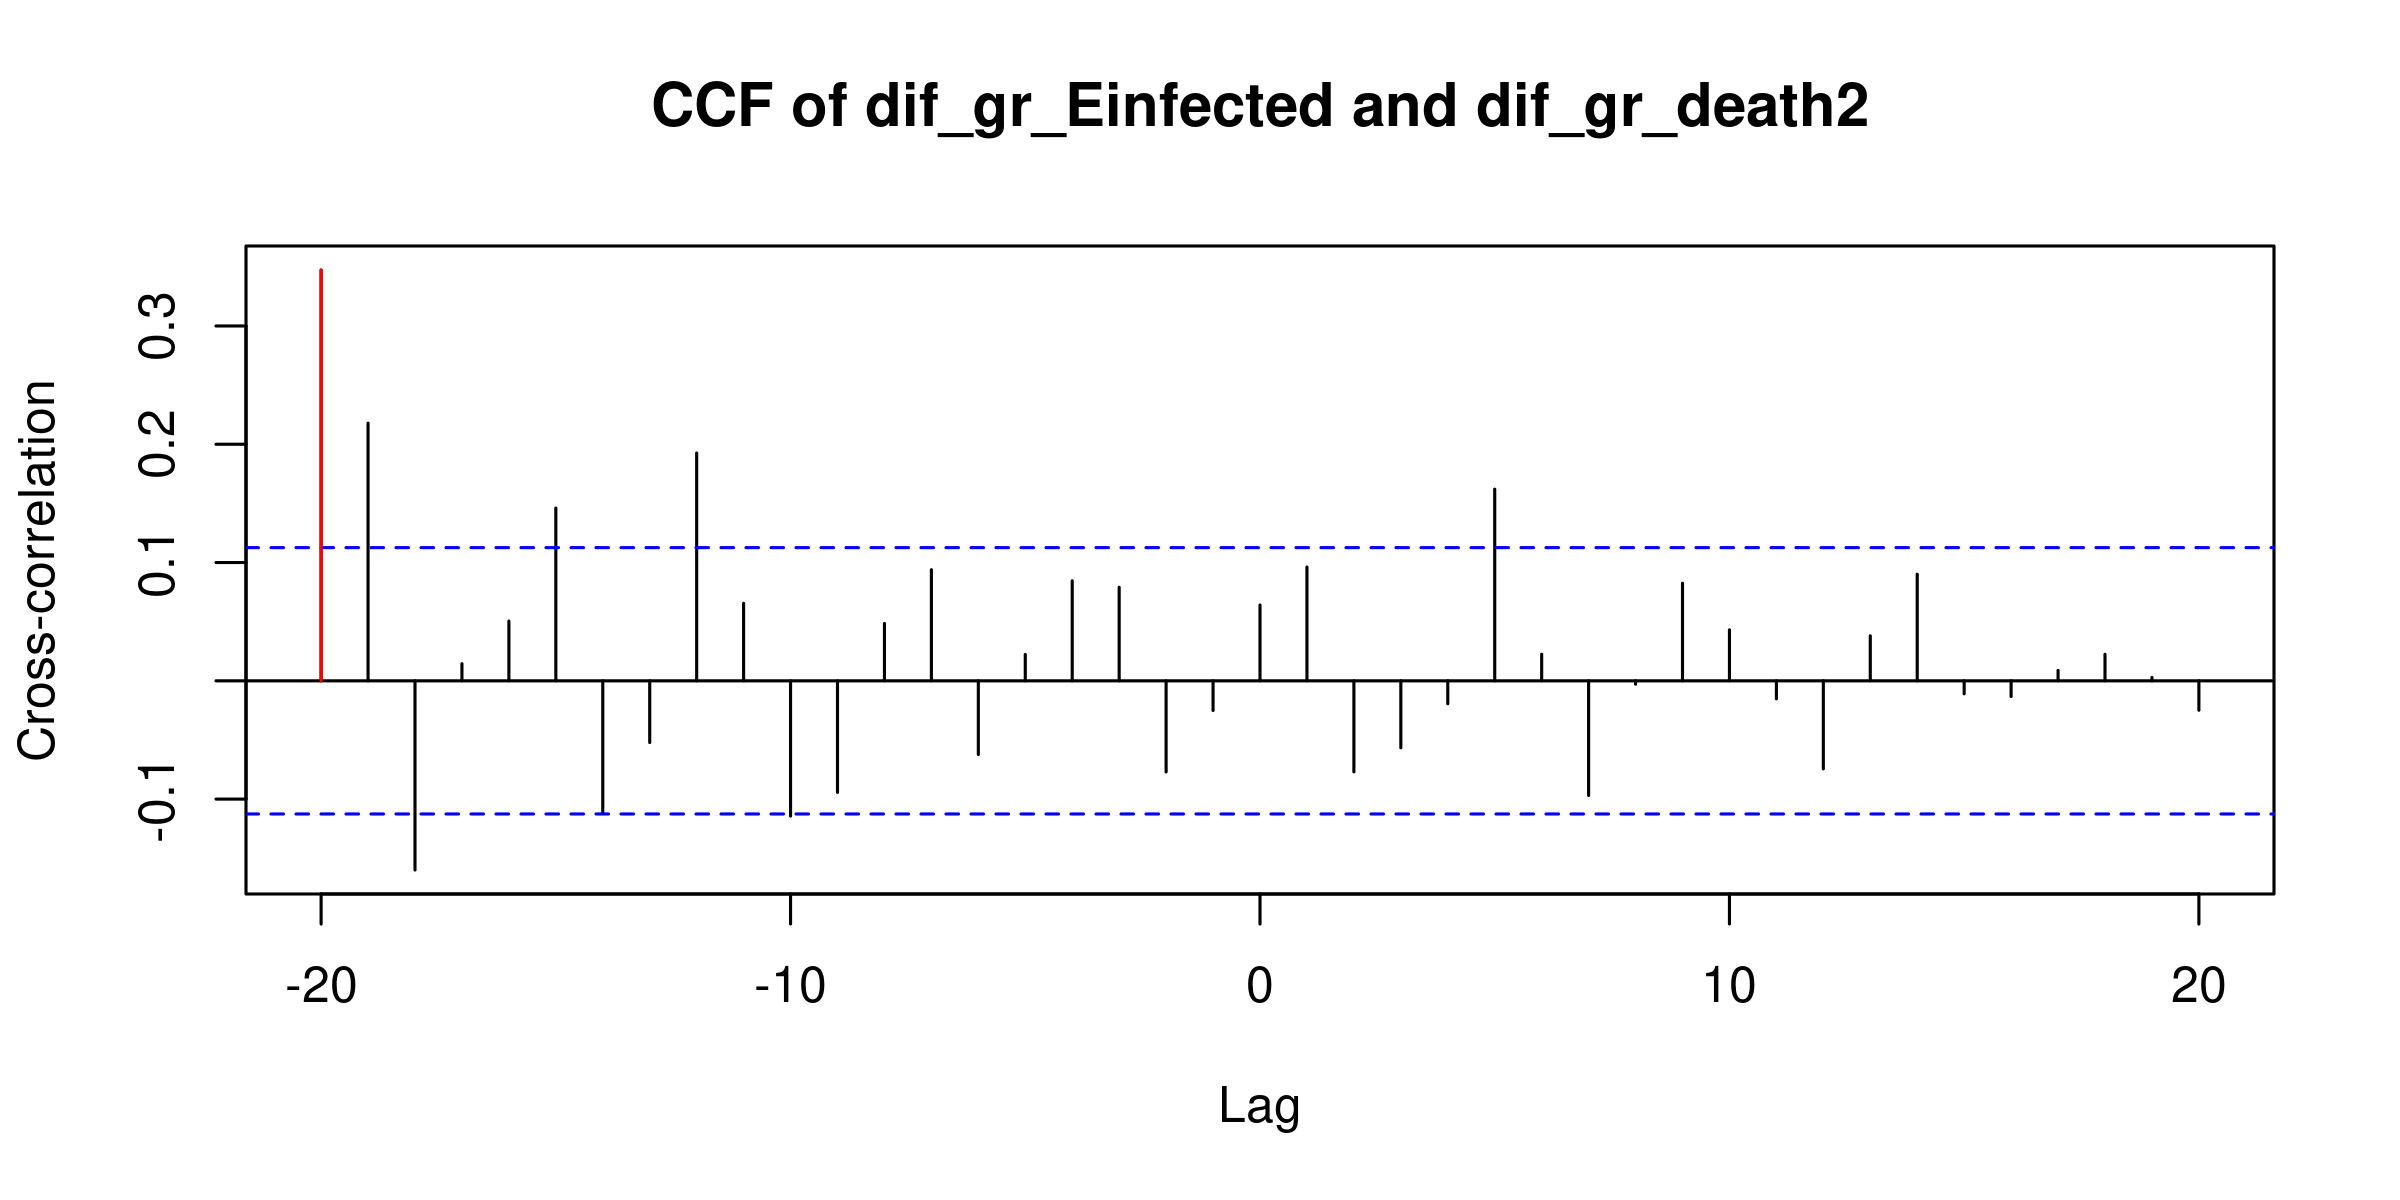 CCF of dif_gr_Einfected and dif_gr_death2
Cross-correlation
0.3
0.2
0.1
-0.1
-20 -10 0 10 20
Lag